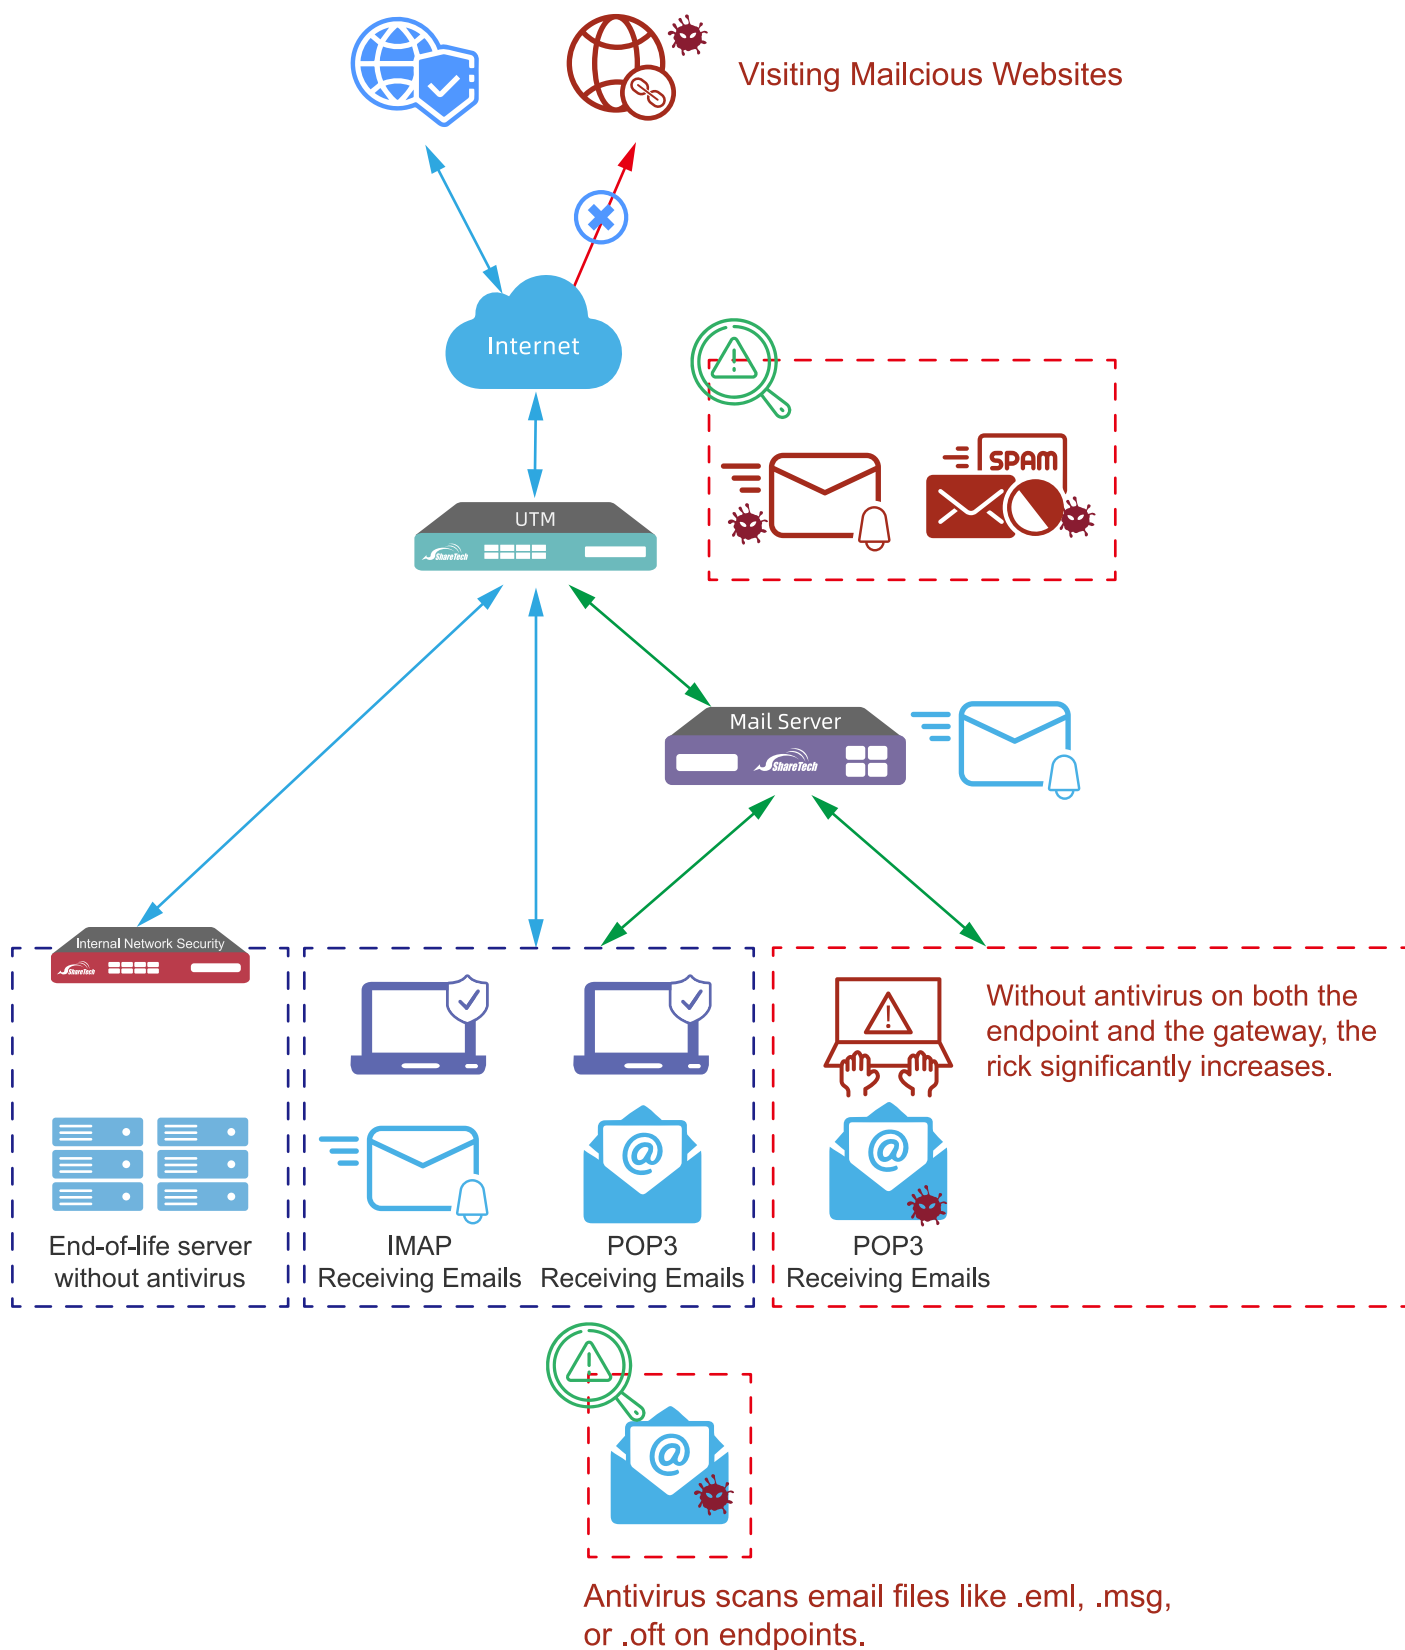 Visiting Mailcious Websites
Internet
SPAM
UTM
ShareTech
Mail Server
ShareTech
Internal Network Security
ShareTech
Without antivirus on both the
endpoint and the gateway, the
rick significantly increases.
@
@
End-of-life server
without antivirus
IMAP
Receiving Emails
POP3
Receiving Emails
POP3
Receiving Emails
@
Antivirus scans email files like .eml, .msg,
or .oft on endpoints.